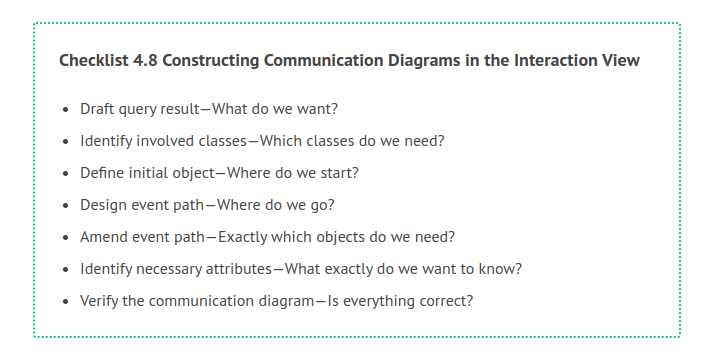 Checklist 4.8 Constructing Communication Diagrams in the Interaction View
• Draft query result—What do we want?
• Identify involved classes—Which classes do we need?
• Define initial object—Where do we start?
• Design event path—Where do we go?
• Amend event path—Exactly which objects do we need?
• Identify necessary attributes—What exactly do we want to know?
• Verify the communication diagram—Is everything correct?